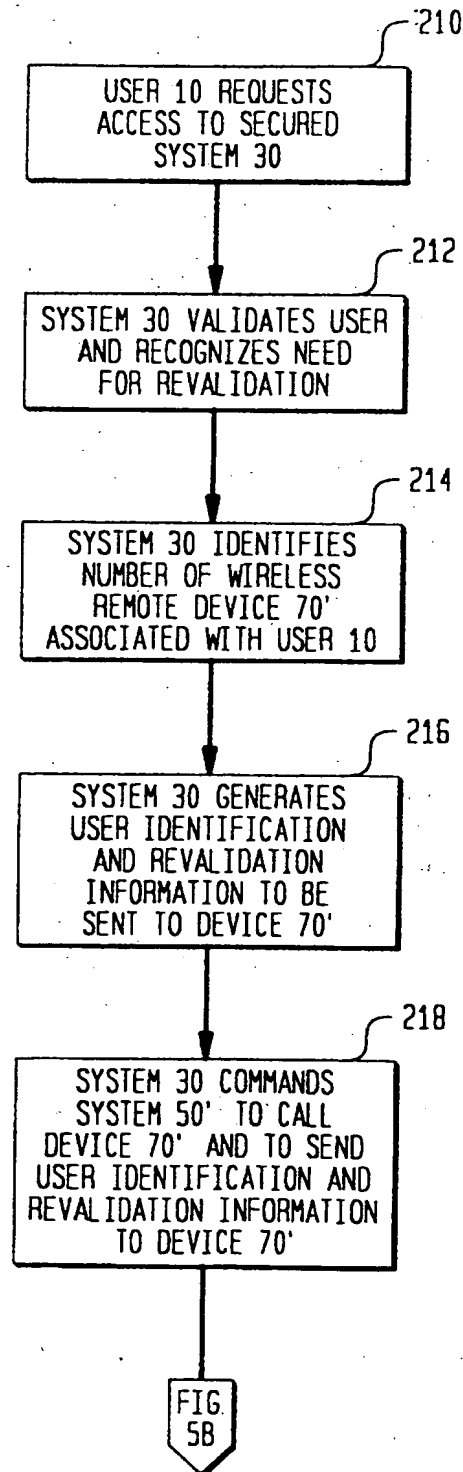 210
USER 10 REQUESTS
ACCESS TO SECURED
SYSTEM 30
212
SYSTEM 30 VALIDATES USER
AND RECOGNIZES NEED
FOR REVALIDATION
214
SYSTEM 30 IDENTIFIES
NUMBER OF WIRELESS
REMOTE DEVICE 70'
ASSOCIATED WITH USER 10
216
SYSTEM 30 GENERATES
USER IDENTIFICATION
AND REVALIDATION
INFORMATION TO BE
SENT TO DEVICE 70'
218
SYSTEM 30 COMMANDS
SYSTEM 50' TO CALL
DEVICE 70' AND TO SEND
USER IDENTIFICATION AND
REVALIDATION INFORMATION
TO DEVICE 70'
FIG.
5B